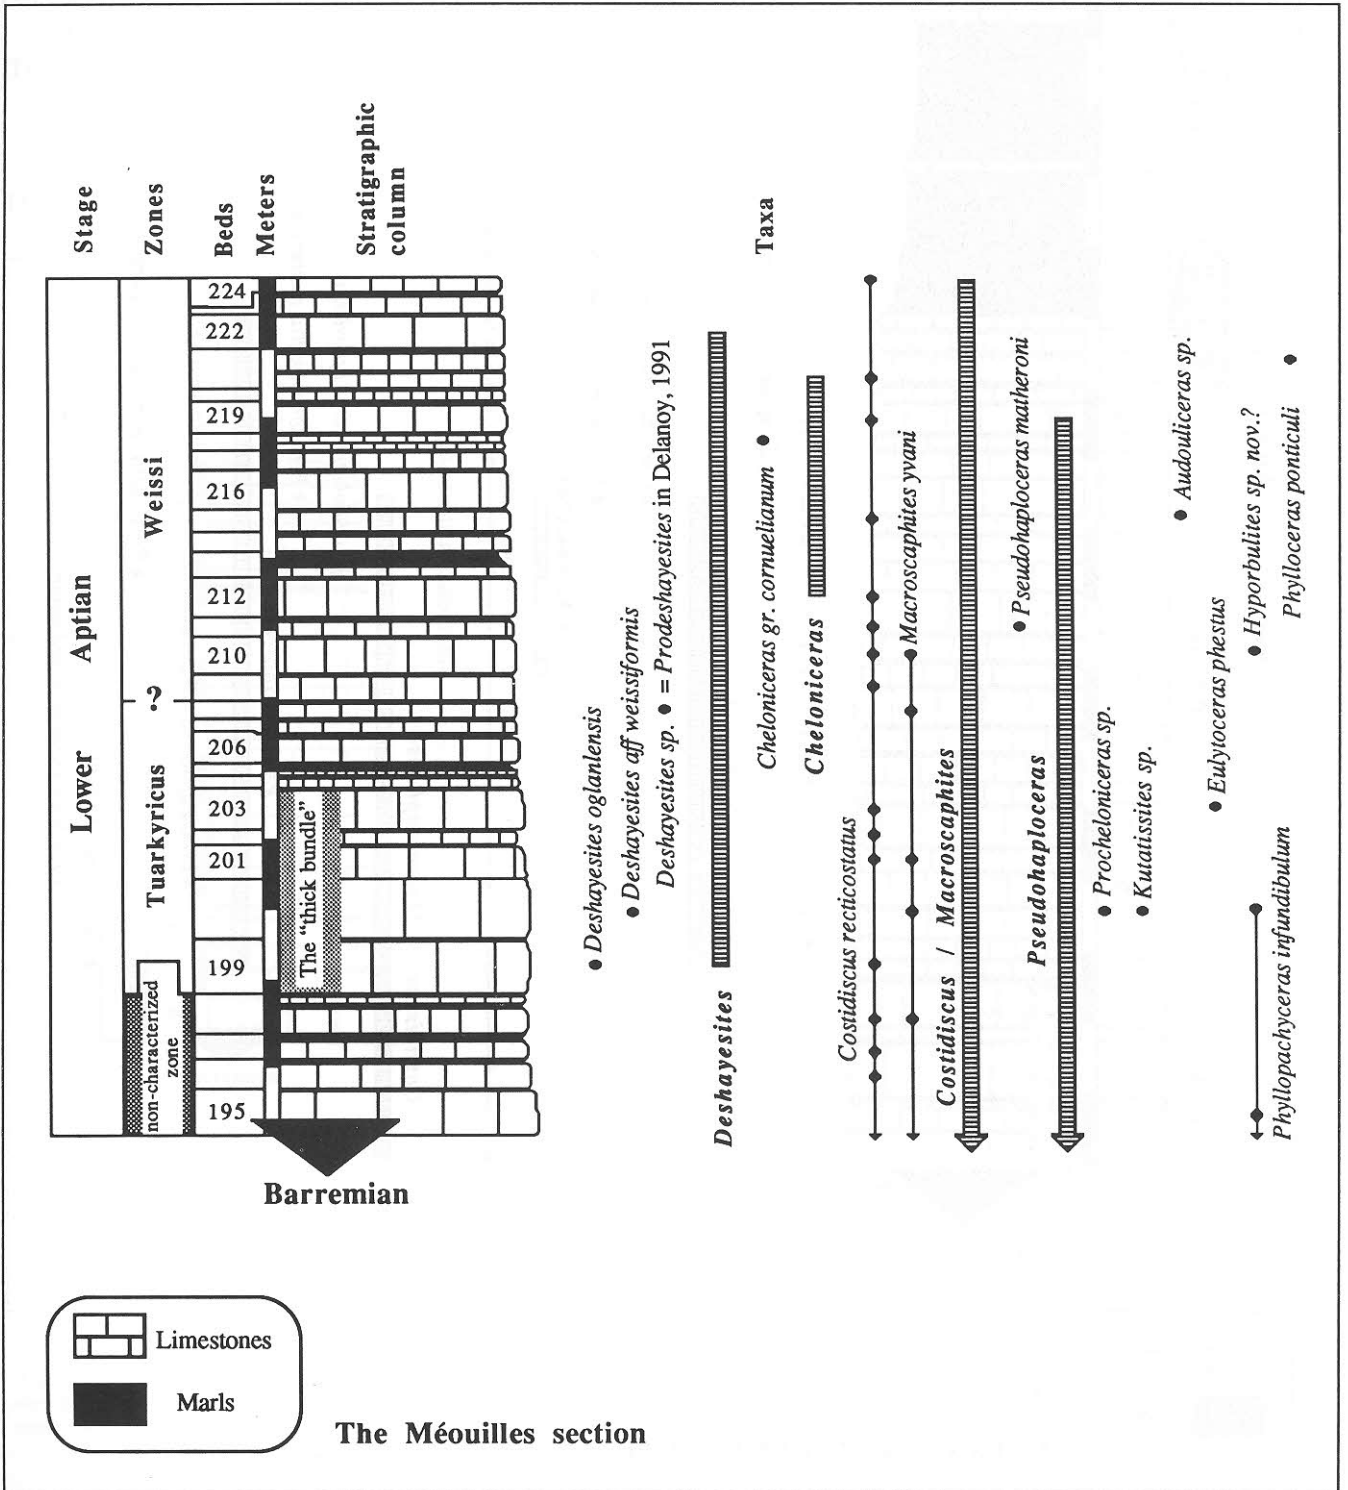 Stage
Zones
Beds
Meters
Stratigraphic
column
Taxa
Lower Aptian
Weissi
?
Tuarkyricus
non-characterized
zone
224
222
219
216
212
210
206
203
201
199
195
The "thick bundle"
Barremian
Deshayesites oglanlensis
Deshayesites aff weissiformis
Deshayesites sp. = Prodeshayesites in Delanoy, 1991
Deshayesites
Cheloniceras gr. cornuelianum
Cheloniceras
Costidiscus recticostatus
Macroscaphites yvani
Costidiscus / Macroscaphites
Pseudohaploceras matheroni
Pseudohaploceras
Procheloniceras sp.
Kutatissites sp.
Audouliceras sp.
Eulytoceras phestus
Hyporbulites sp. nov.?
Phylloceras ponticuli
Phyllopachyceras infundibulum
Limestones
Marls
The Méouilles section